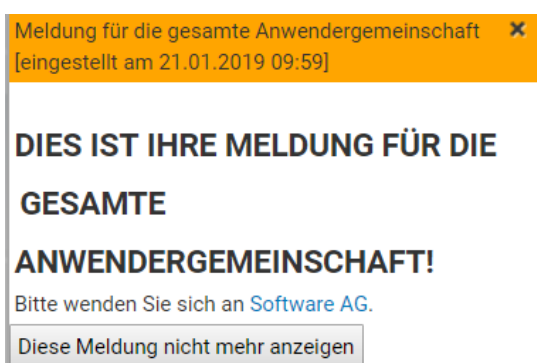 Meldung für die gesamte Anwendergemeinschaft
[eingestellt am 21.01.2019 09:59]
DIES IST IHRE MELDUNG FÜR DIE
GESAMTE
ANWENDERGEMEINSCHAFT!
Bitte wenden Sie sich an Software AG.
Diese Meldung nicht mehr anzeigen